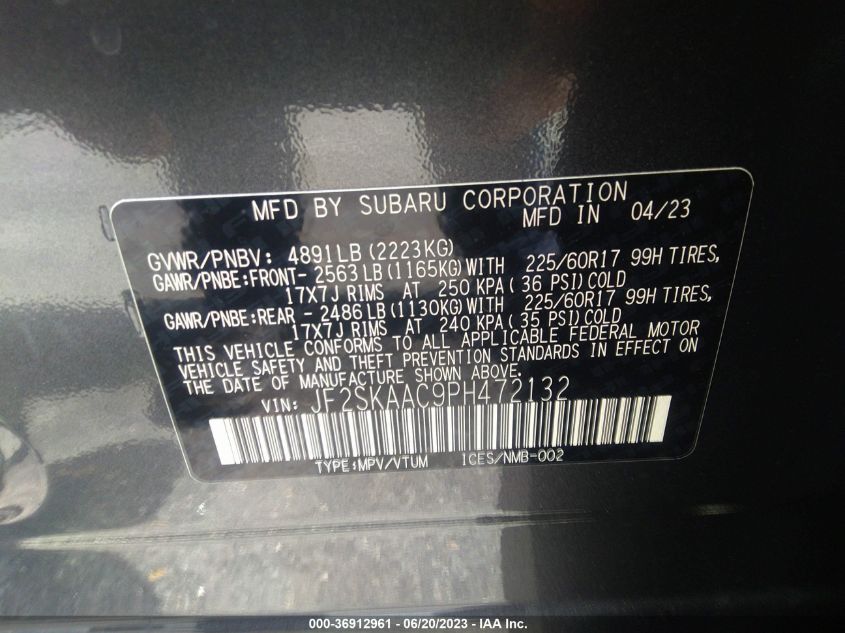 MFD BY SUBARU CORPORATION
MFD IN 04/23
GVWR/PNBV: 4891LB (2223KG)
GAWR/PNBE:FRONT- 2563LB (1165KG) WITH 225/60R17 99H TIRES,
17X7J RIMS AT 250 KPA( 36 PSI) COLD
GAWR/PNBE:REAR - 2486LB (1130KG) WITH 225/60R17 99H TIRES,
17X7J RIMS AT 240 KPA( 35 PSI) COLD
THIS VEHICLE CONFORMS TO ALL APPLICABLE FEDERAL MOTOR
VEHICLE SAFETY AND THEFT PREVENTION STANDARDS IN EFFECT ON
THE DATE OF MANUFACTURE SHOWN ABOVE.
VIN: JF2SKAAC9PH472132
TYPE:MPV/VTUM ICES/NMB-002
000-36912961 - 06/20/2023 - IAA Inc.